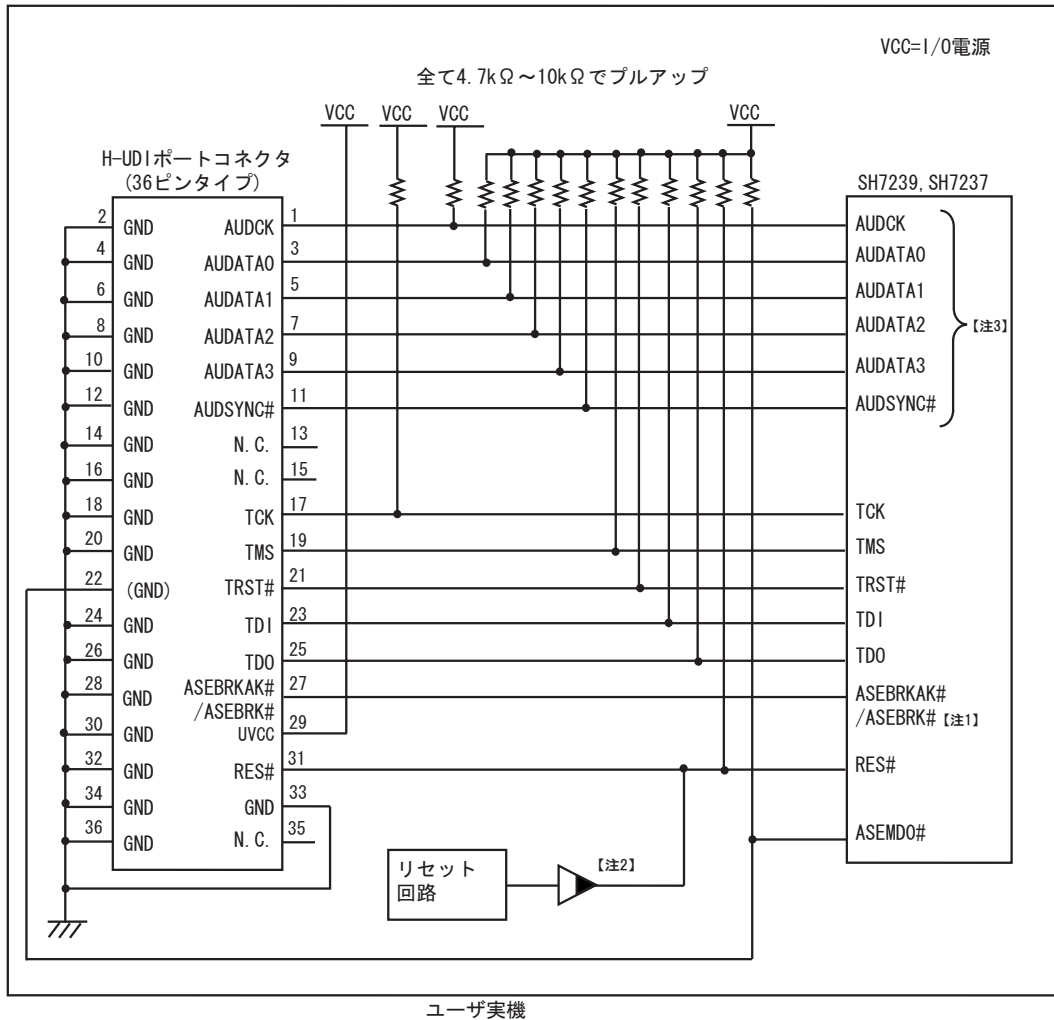 VCC=I/O電源
全て4.7kΩ～10kΩでプルアップ
VCC VCC VCC VCC
H-UDIポートコネクタ
(36ピンタイプ)
SH7239, SH7237
2 GND AUDCK 1 AUDCK
4 GND AUDATA0 3 AUDATA0
6 GND AUDATA1 5 AUDATA1
8 GND AUDATA2 7 AUDATA2 【注3】
10 GND AUDATA3 9 AUDATA3
12 GND AUDSYNC# 11 AUDSYNC#
14 GND N.C. 13
16 GND N.C. 15
18 GND TCK 17 TCK
20 GND TMS 19 TMS
22 (GND) TRST# 21 TRST#
24 GND TDI 23 TDI
26 GND TDO 25 TDO
28 GND ASEBRKAK# 27 ASEBRKAK#
/ASEBRK# /ASEBRK#【注1】
30 GND UVCC 29
32 GND RES# 31 RES#
34 GND GND 33
36 GND N.C. 35 ASEMD0#
リセット
回路
【注2】
ユーザ実機